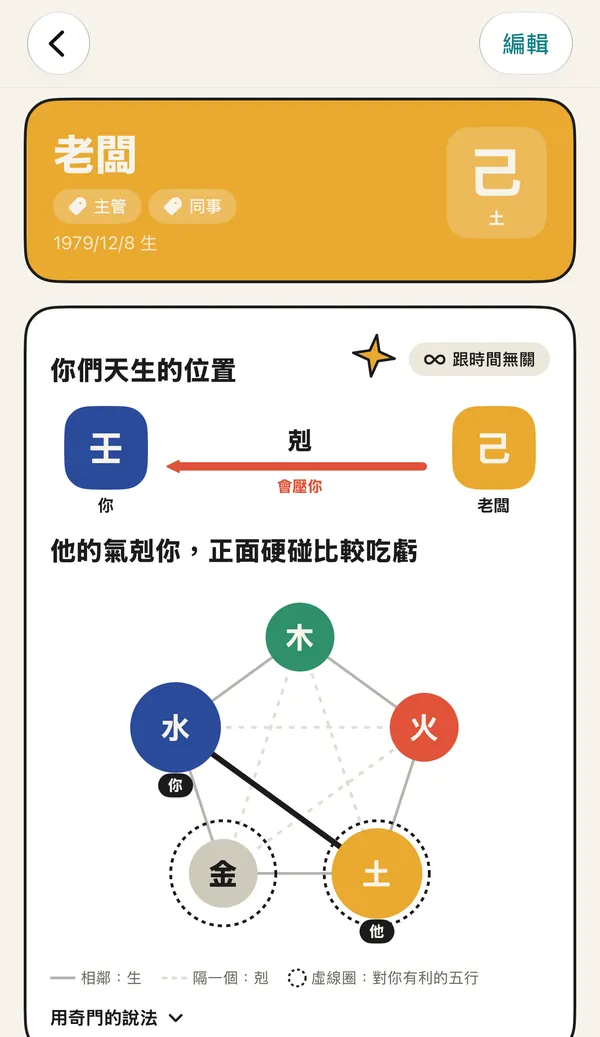 編輯
老闆
己
土
主管
同事
1979/12/8 生
你們天生的位置
跟時間無關
壬
剋
己
會壓你
你
老闆
他的氣剋你，正面硬碰比較吃虧
木
水
火
你
金
土
他
相鄰：生
隔一個：剋
虛線圈：對你有利的五行
用奇門的說法